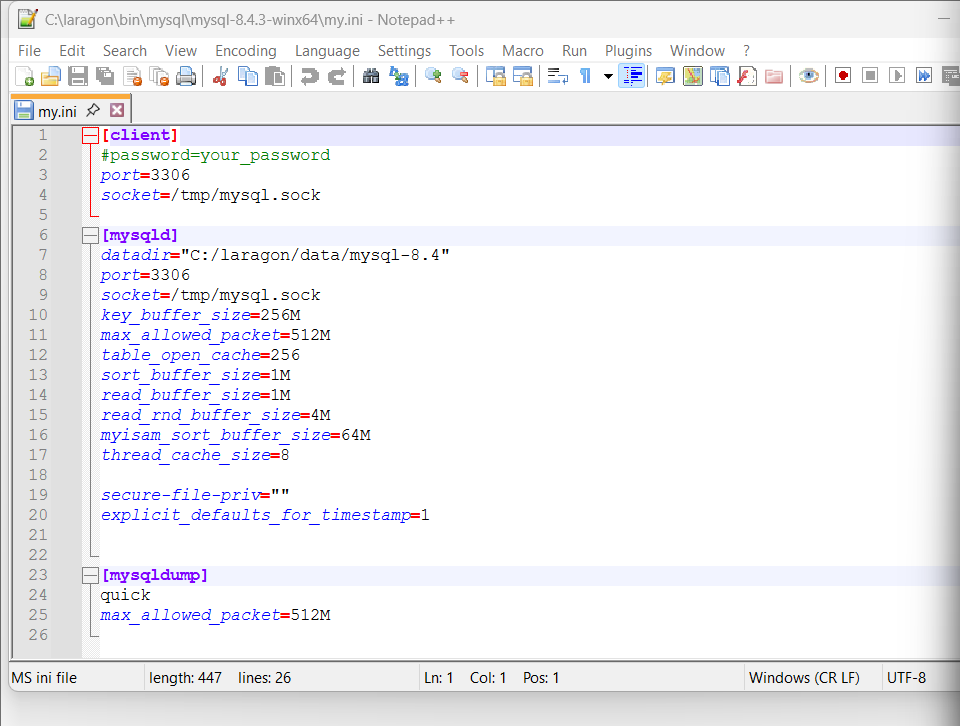 C:\laragon\bin\mysql\mysql-8.4.3-winx64\my.ini - Notepad++
File Edit Search View Encoding Language Settings Tools Macro Run Plugins Window ?
my.ini
1 [client]
2 #password=your_password
3 port=3306
4 socket=/tmp/mysql.sock
5
6 [mysqld]
7 datadir="C:/laragon/data/mysql-8.4"
8 port=3306
9 socket=/tmp/mysql.sock
10 key_buffer_size=256M
11 max_allowed_packet=512M
12 table_open_cache=256
13 sort_buffer_size=1M
14 read_buffer_size=1M
15 read_rnd_buffer_size=4M
16 myisam_sort_buffer_size=64M
17 thread_cache_size=8
18
19 secure-file-priv=""
20 explicit_defaults_for_timestamp=1
21
22
23 [mysqldump]
24 quick
25 max_allowed_packet=512M
26
MS ini file length: 447 lines: 26 Ln: 1 Col: 1 Pos: 1 Windows (CR LF) UTF-8